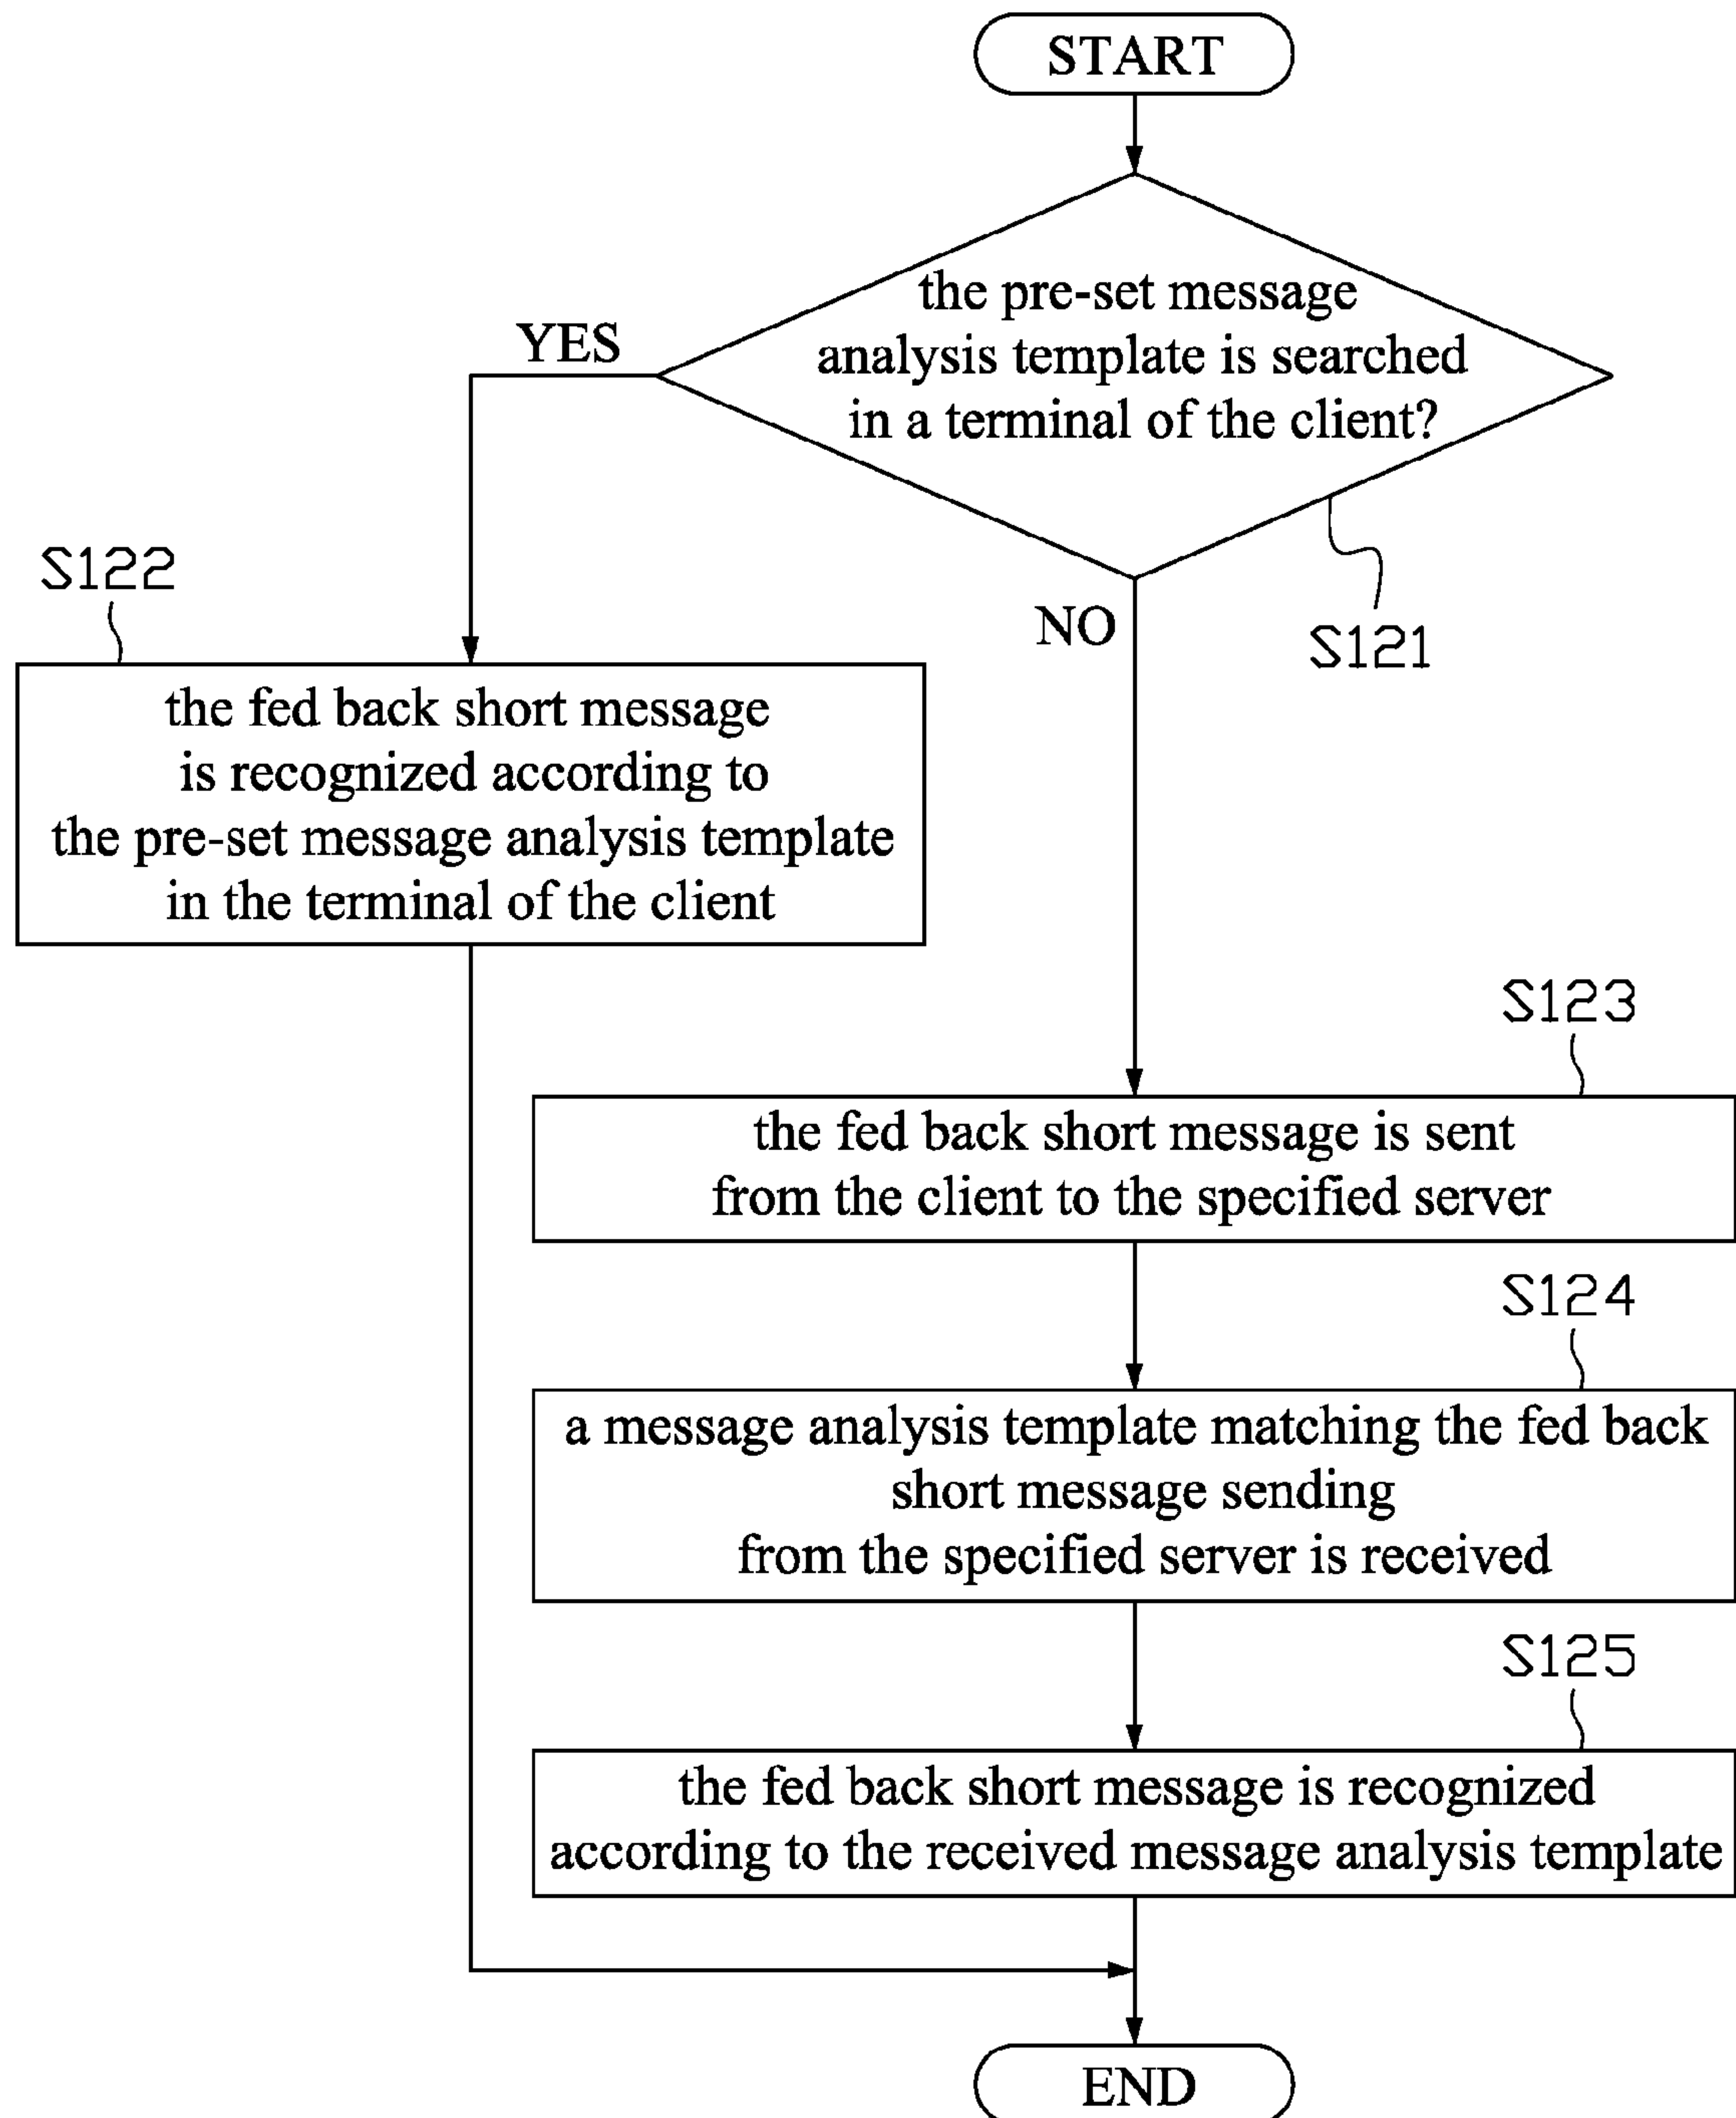 START
the pre-set message
analysis template is searched
in a terminal of the client?
YES
NO
S121
S122
the fed back short message
is recognized according to
the pre-set message analysis template
in the terminal of the client
S123
the fed back short message is sent
from the client to the specified server
S124
a message analysis template matching the fed back
short message sending
from the specified server is received
S125
the fed back short message is recognized
according to the received message analysis template
END